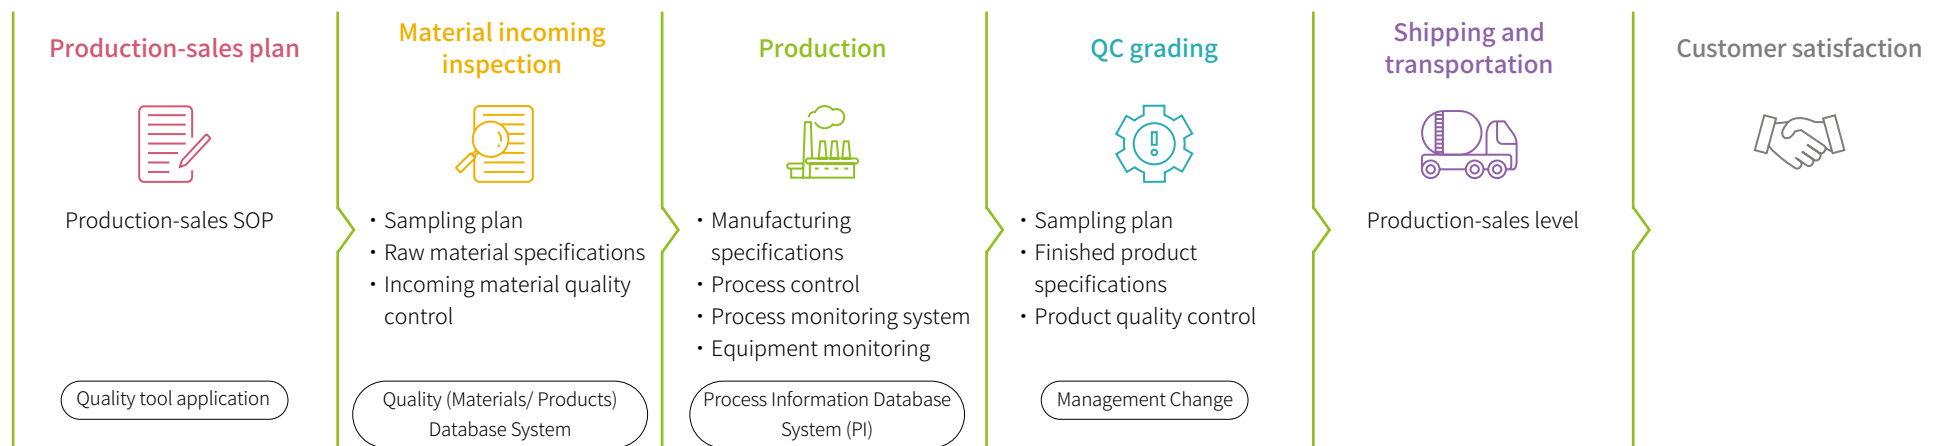 Production-sales plan
Production-sales SOP
Quality tool application
Material incoming
inspection
・Sampling plan
・Raw material specifications
・Incoming material quality
control
Quality (Materials/ Products)
Database System
Production
・Manufacturing
specifications
・Process control
・Process monitoring system
・Equipment monitoring
Process Information Database
System (PI)
QC grading
・Sampling plan
・Finished product
specifications
・Product quality control
Management Change
Shipping and
transportation
Production-sales level
Customer satisfaction